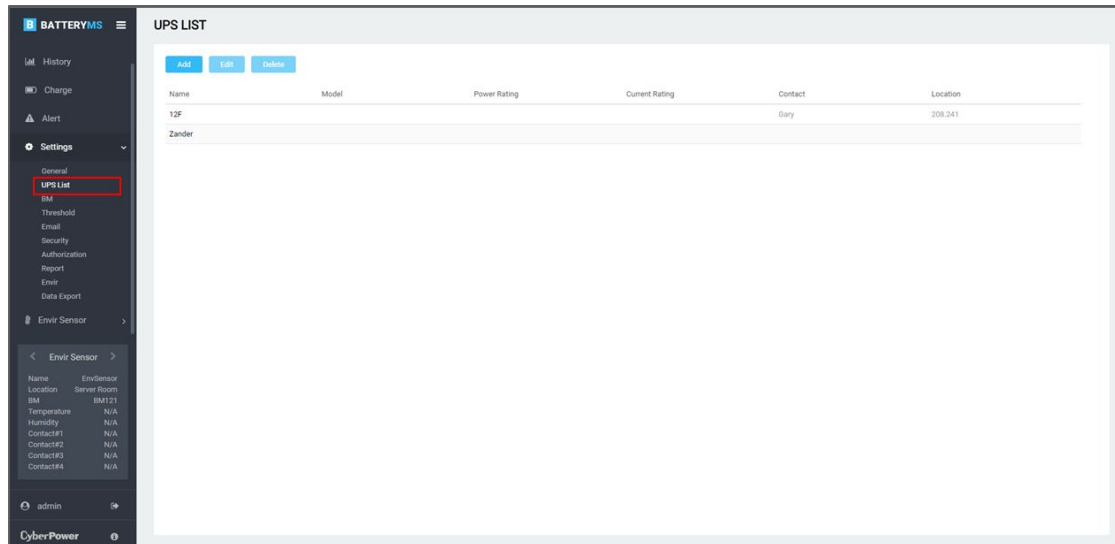 B BATTERYMS
History
Charge
Alert
Settings
General
UPS List
BM
Threshold
Email
Security
Authorization
Report
Envir
Data Export
Envir Sensor
Envir Sensor
Name EnvSensor
Location Server Room
BM BM121
Temperature N/A
Humidity N/A
Contact#1 N/A
Contact#2 N/A
Contact#3 N/A
Contact#4 N/A
admin
CyberPower
UPS LIST
Add Edit Delete
Name Model Power Rating Current Rating Contact Location
12F Gary 208.241
Zander